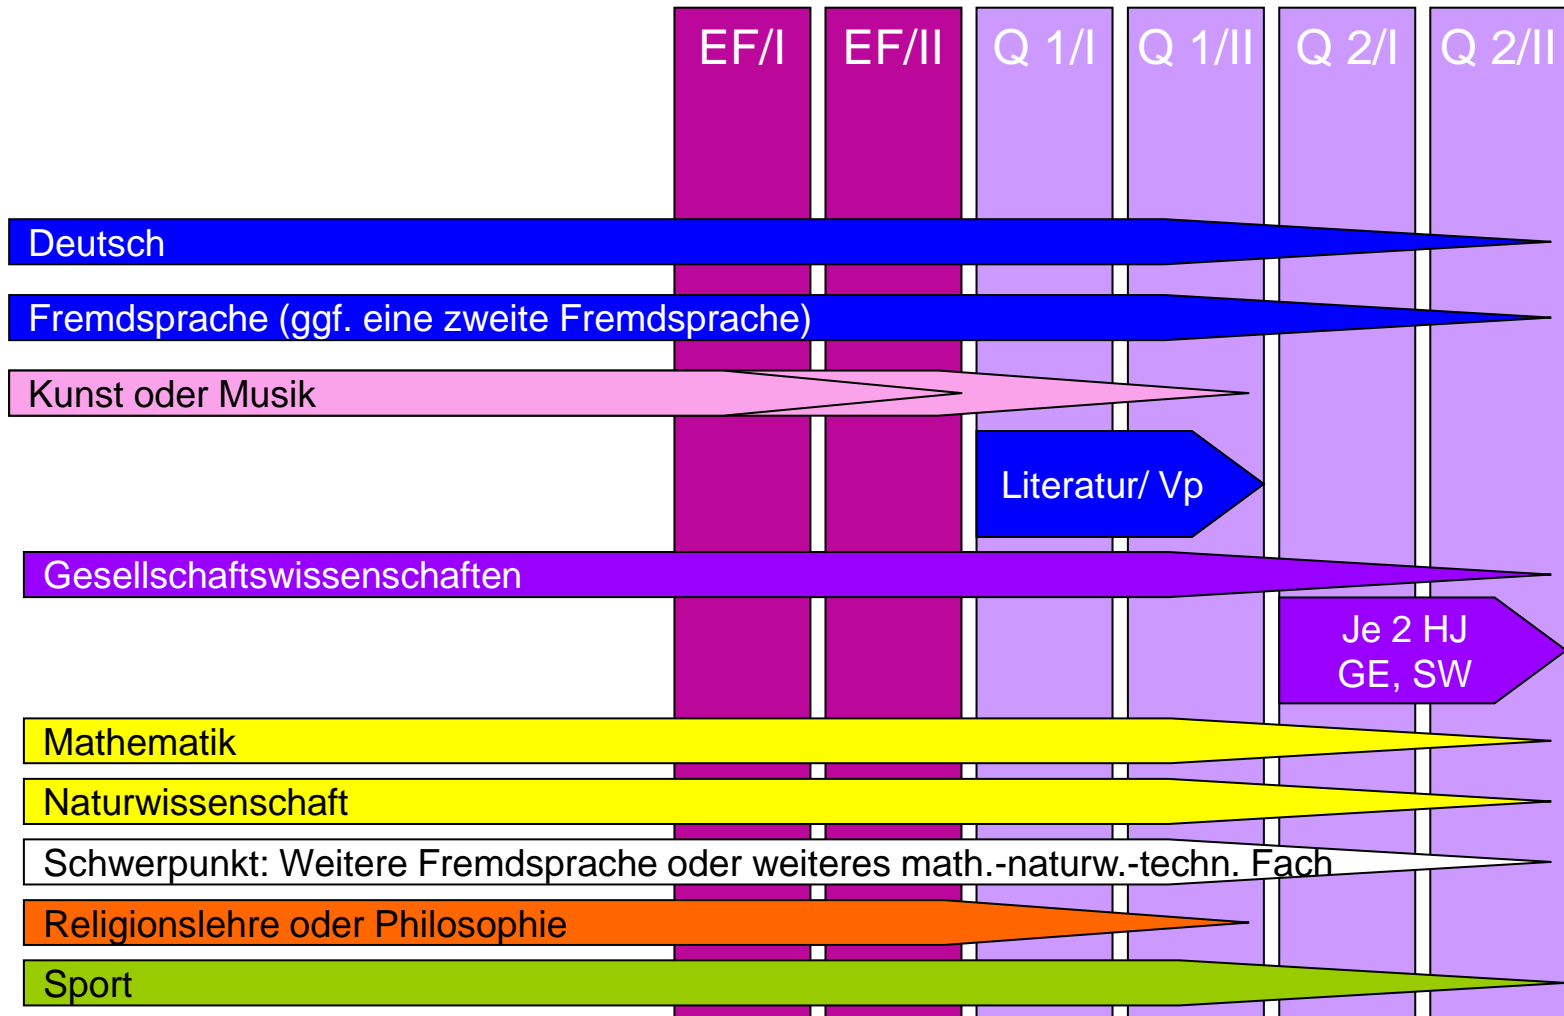 EF/I EF/II Q 1/I Q 1/II Q 2/I Q 2/II
Deutsch
Fremdsprache (ggf. eine zweite Fremdsprache)
Kunst oder Musik
Literatur/ Vp
Gesellschaftswissenschaften
Je 2 HJ
GE, SW
Mathematik
Naturwissenschaft
Schwerpunkt: Weitere Fremdsprache oder weiteres math.-naturw.-techn. Fach
Religionslehre oder Philosophie
Sport